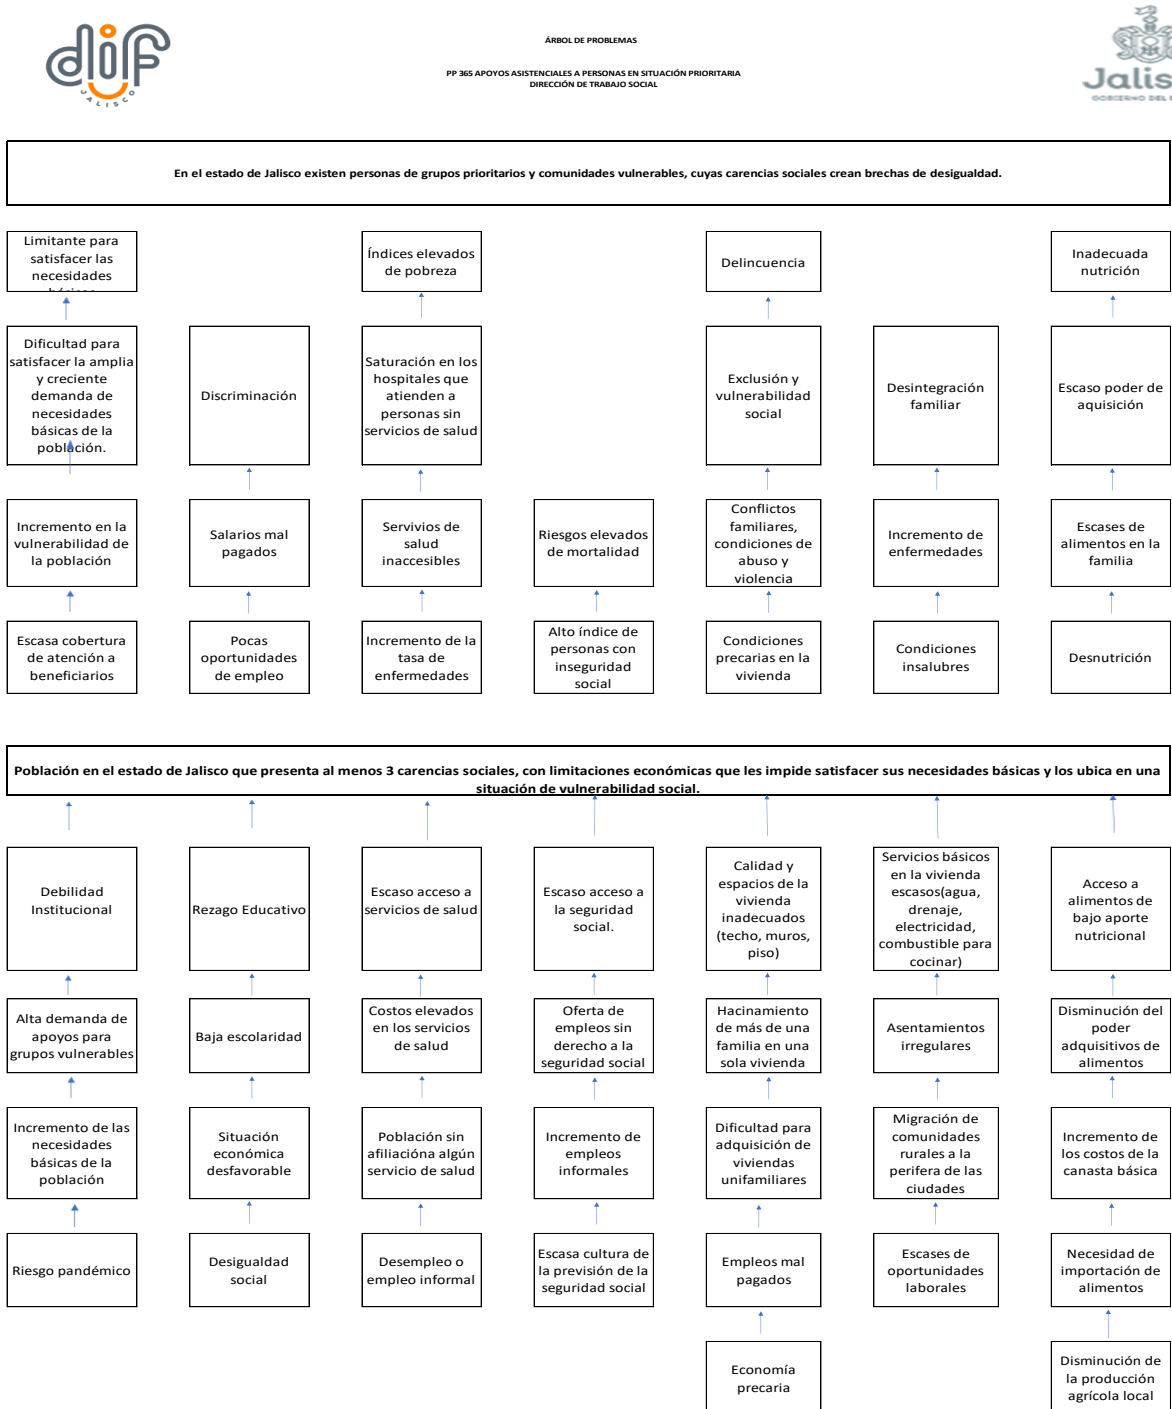 dif
JALISCO
ÁRBOL DE PROBLEMAS
PP 365 APOYOS ASISTENCIALES A PERSONAS EN SITUACIÓN PRIORITARIA
DIRECCIÓN DE TRABAJO SOCIAL
Jalis
GOBIERNO DEL E
En el estado de Jalisco existen personas de grupos prioritarios y comunidades vulnerables, cuyas carencias sociales crean brechas de desigualdad.
Limitante para
satisfacer las
necesidades
Índices elevados
de pobreza
Delincuencia
Inadecuada
nutrición
Dificultad para
satisfacer la amplia
y creciente
demanda de
necesidades
básicas de la
población.
Discriminación
Saturación en los
hospitales que
atienden a
personas sin
servicios de salud
Exclusión y
vulnerabilidad
social
Desintegración
familiar
Escaso poder de
aquisición
Incremento en la
vulnerabilidad de
la población
Salarios mal
pagados
Servivios de
salud
inaccesibles
Riesgos elevados
de mortalidad
Conflictos
familiares,
condiciones de
abuso y
violencia
Incremento de
enfermedades
Escases de
alimentos en la
familia
Escasa cobertura
de atención a
beneficiarios
Pocas
oportunidades
de empleo
Incremento de la
tasa de
enfermedades
Alto índice de
personas con
inseguridad
social
Condiciones
precarias en la
vivienda
Condiciones
insalubres
Desnutrición
Población en el estado de Jalisco que presenta al menos 3 carencias sociales, con limitaciones económicas que les impide satisfacer sus necesidades básicas y los ubica en una
situación de vulnerabilidad social.
Debilidad
Institucional
Rezago Educativo
Escaso acceso a
servicios de salud
Escaso acceso a
la seguridad
social.
Calidad y
espacios de la
vivienda
inadecuados
(techo, muros,
piso)
Servicios básicos
en la vivienda
escasos(agua,
drenaje,
electricidad,
combustible para
cocinar)
Acceso a
alimentos de
bajo aporte
nutricional
Alta demanda de
apoyos para
grupos vulnerables
Baja escolaridad
Costos elevados
en los servicios
de salud
Oferta de
empleos sin
derecho a la
seguridad social
Hacinamiento
de más de una
familia en una
sola vivienda
Asentamientos
irregulares
Disminución del
poder
adquisitivos de
alimentos
Incremento de las
necesidades
básicas de la
población
Situación
económica
desfavorable
Población sin
afiliacióna algún
servicio de salud
Incremento de
empleos
informales
Dificultad para
adquisición de
viviendas
unifamiliares
Migración de
comunidades
rurales a la
perifera de las
ciudades
Incremento de
los costos de la
canasta básica
Riesgo pandémico
Desigualdad
social
Desempleo o
empleo informal
Escasa cultura de
la previsión de la
seguridad social
Empleos mal
pagados
Escases de
oportunidades
laborales
Necesidad de
importación de
alimentos
Economía
precaria
Disminución de
la producción
agrícola local